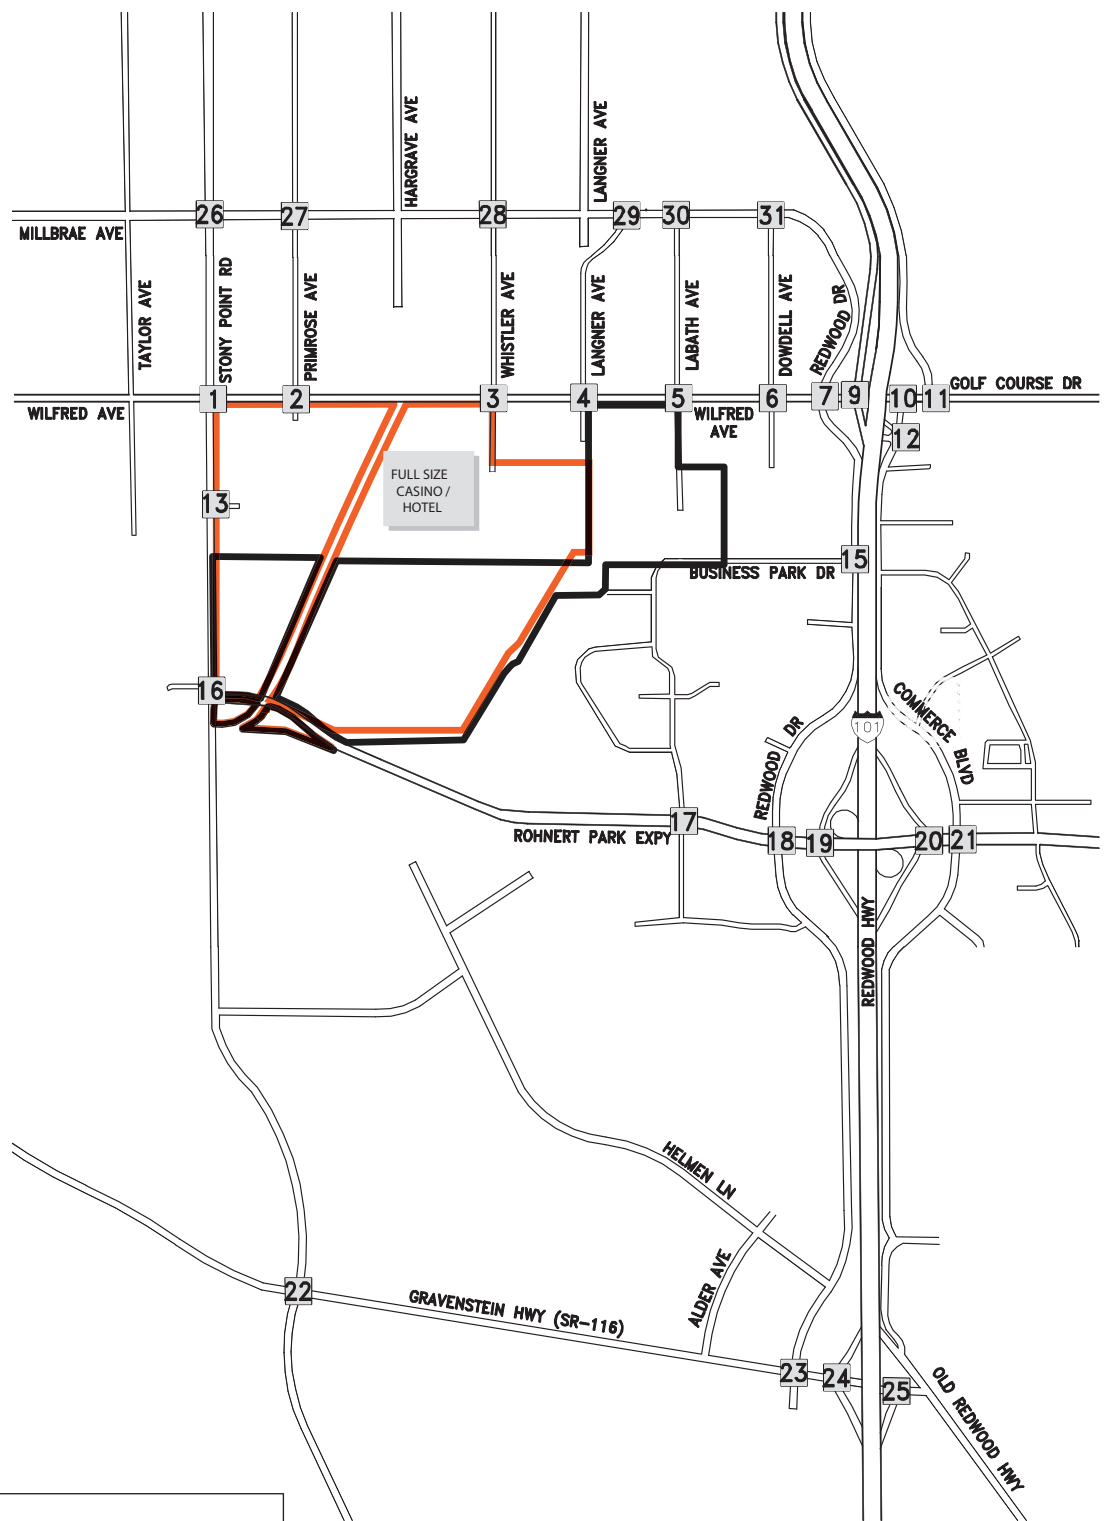 HARGRAVE AVE
LANGNER AVE
26
27
28
29
30
31
MILLBRAE AVE
TAYLOR AVE
STONY POINT RD
PRIMROSE AVE
WHISTLER AVE
LANGNER AVE
LABATH AVE
DOWDELL AVE
REDWOOD DR
1
2
3
4
5
6
7
9
10
11
GOLF COURSE DR
WILFRED AVE
WILFRED
AVE
12
FULL SIZE
CASINO /
HOTEL
13
15
BUSINESS PARK DR
16
COMMERCE BLVD
101
REDWOOD DR
17
18
19
20
21
ROHNERT PARK EXPY
REDWOOD HWY
HELMEN LN
ALDER AVE
22
GRAVENSTEIN HWY (SR-116)
23
24
25
OLD REDWOOD HWY